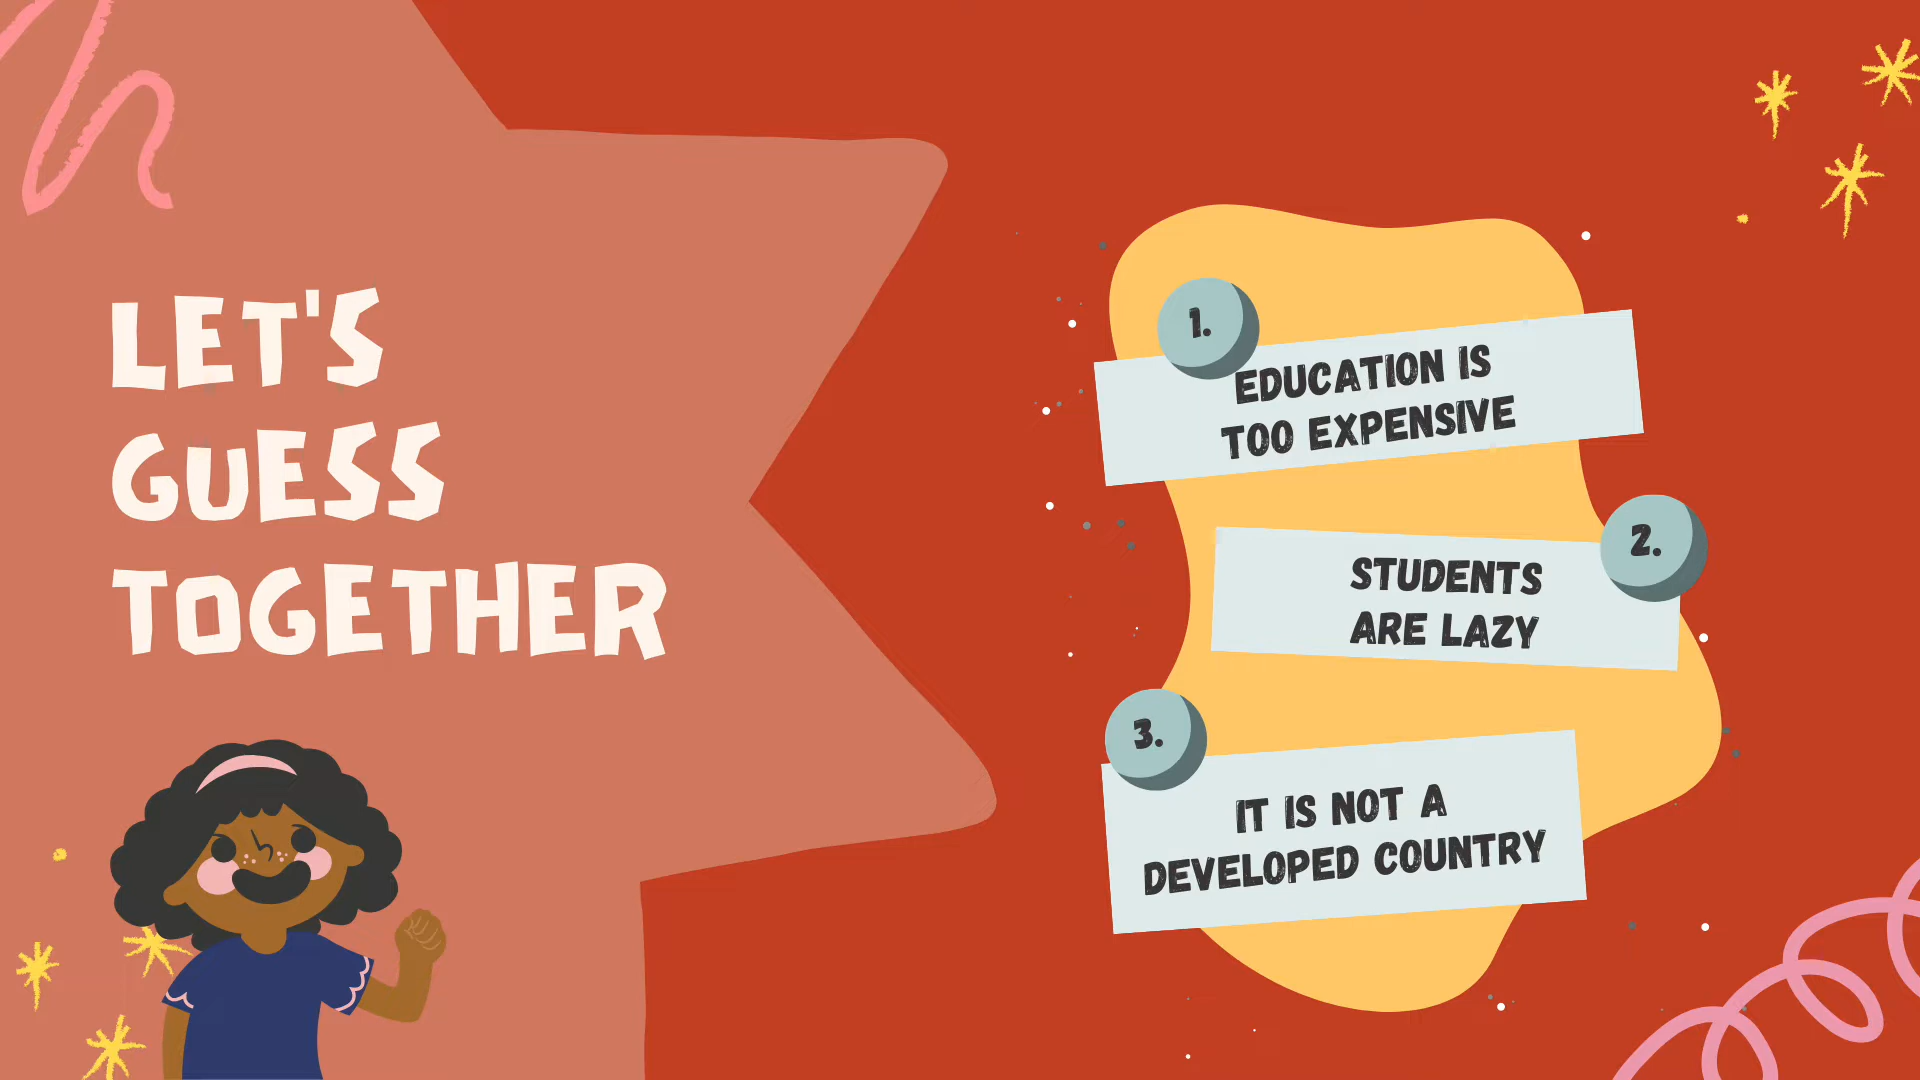 LET'S
GUESS
TOGETHER
1.
EDUCATION IS
TOO EXPENSIVE
2.
STUDENTS
ARE LAZY
3.
IT IS NOT A
DEVELOPED COUNTRY